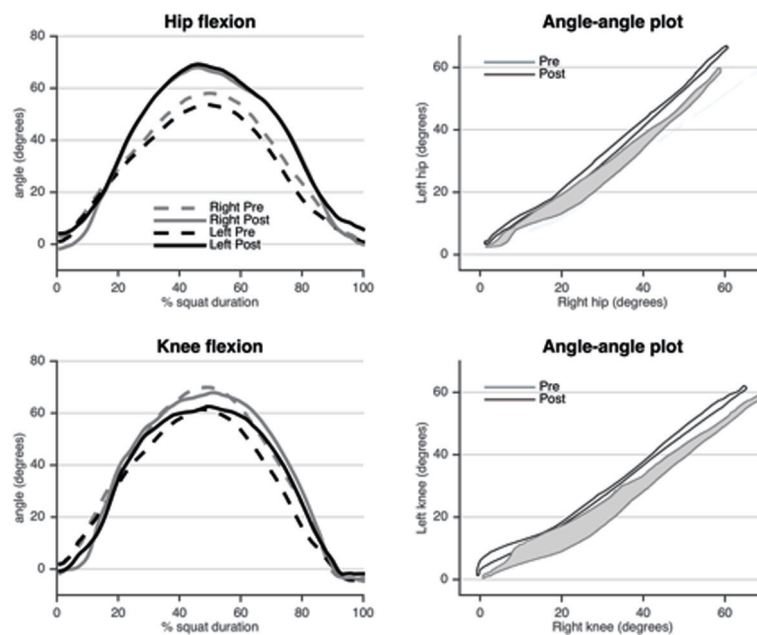 Hip flexion
80
60
40
20
0
angle (degrees)
Right Pre
Right Post
Left Pre
Left Post
0 20 40 60 80 100
% squat duration
Angle-angle plot
Pre
Post
60
40
20
0
Left hip (degrees)
0 20 40 60
Right hip (degrees)
Knee flexion
80
60
40
20
0
angle (degrees)
0 20 40 60 80 100
% squat duration
Angle-angle plot
Pre
Post
60
40
20
0
Left knee (degrees)
0 20 40 60
Right knee (degrees)